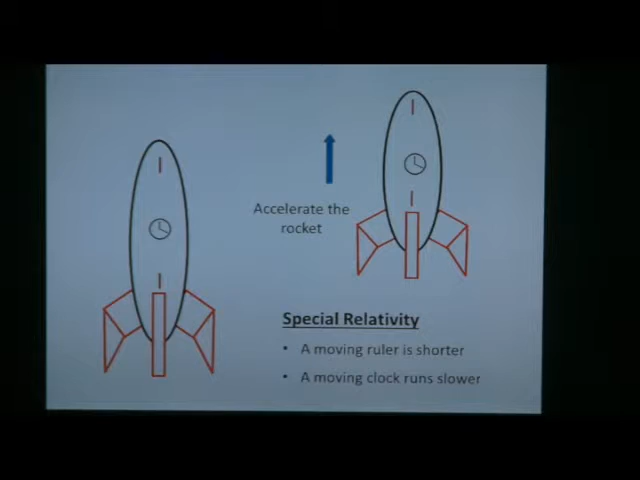 Accelerate the
rocket
Special Relativity
• A moving ruler is shorter
• A moving clock runs slower